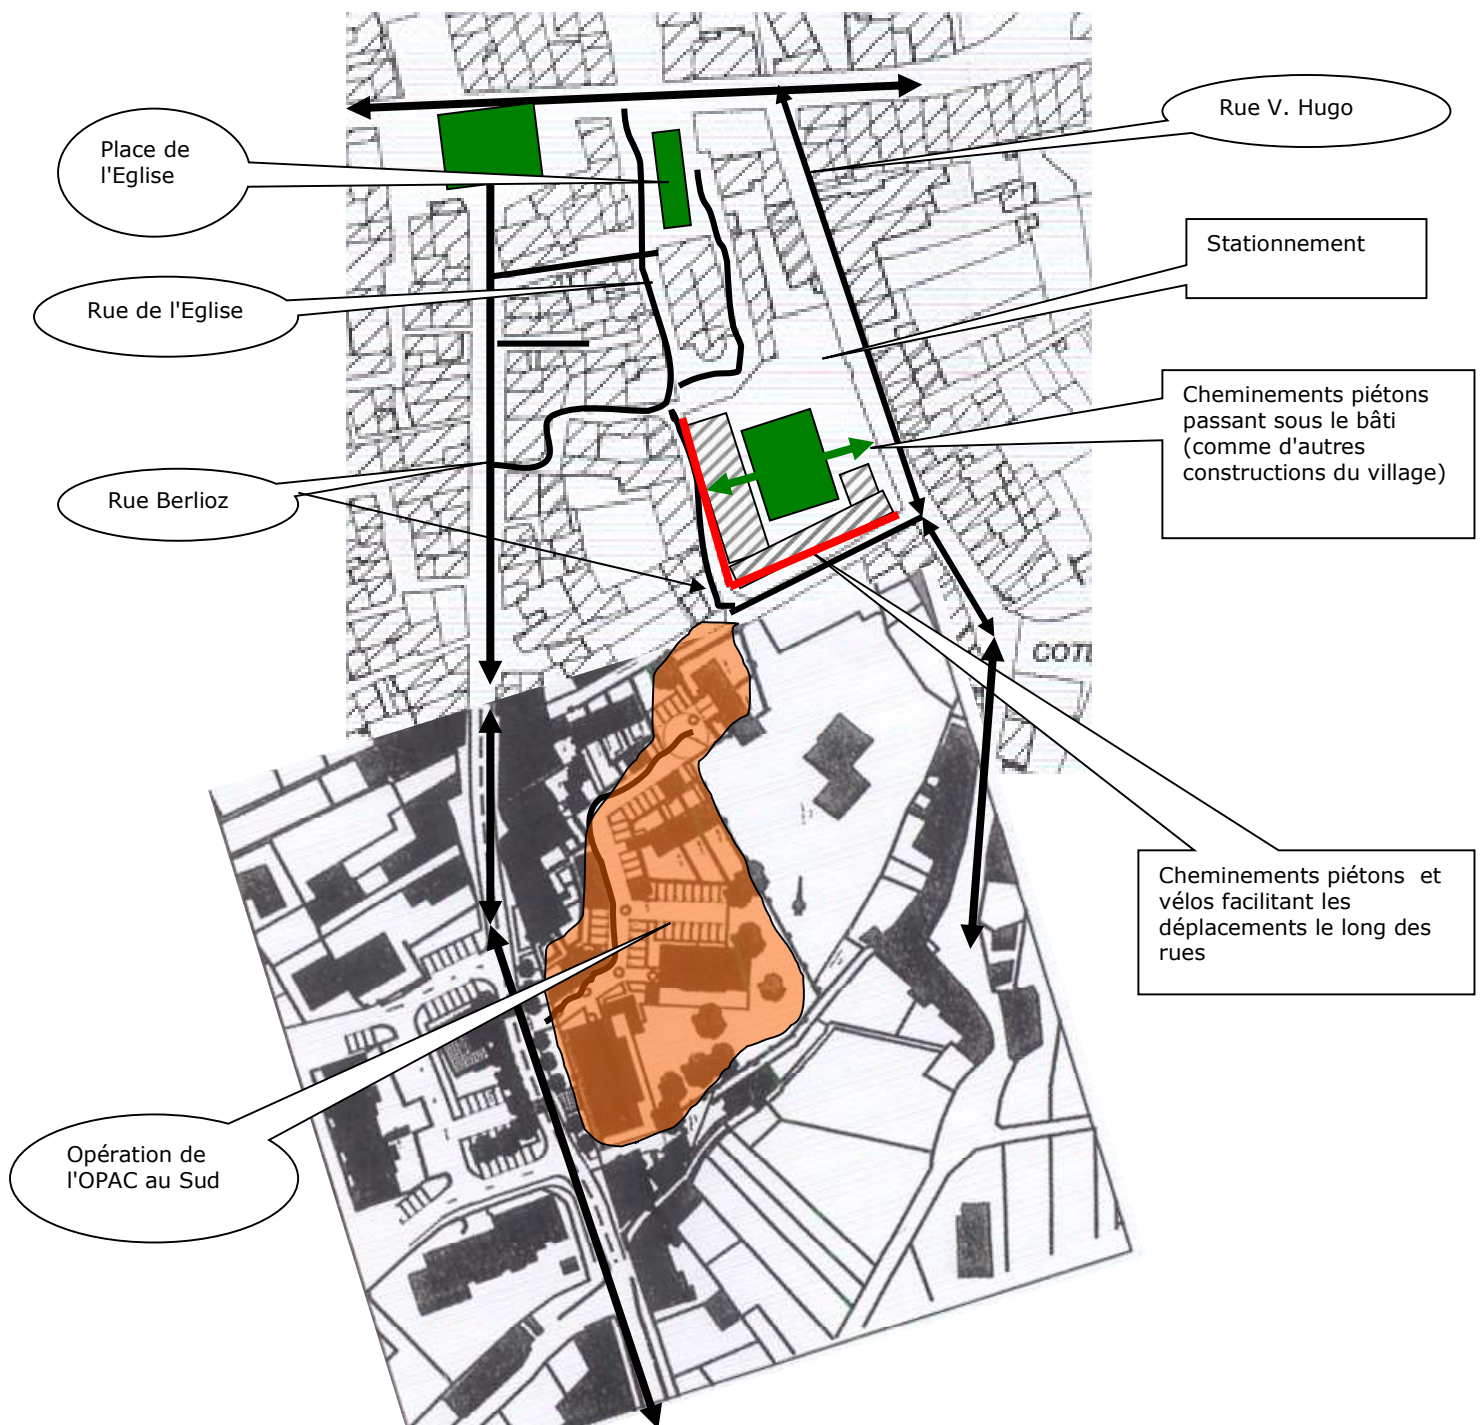 Rue V. Hugo
Place de
l'Eglise
Stationnement
Rue de l'Eglise
Cheminements piétons
passant sous le bâti
(comme d'autres
constructions du village)
Rue Berlioz
COTE
Cheminements piétons et
vélos facilitant les
déplacements le long des
rues
Opération de
l'OPAC au Sud